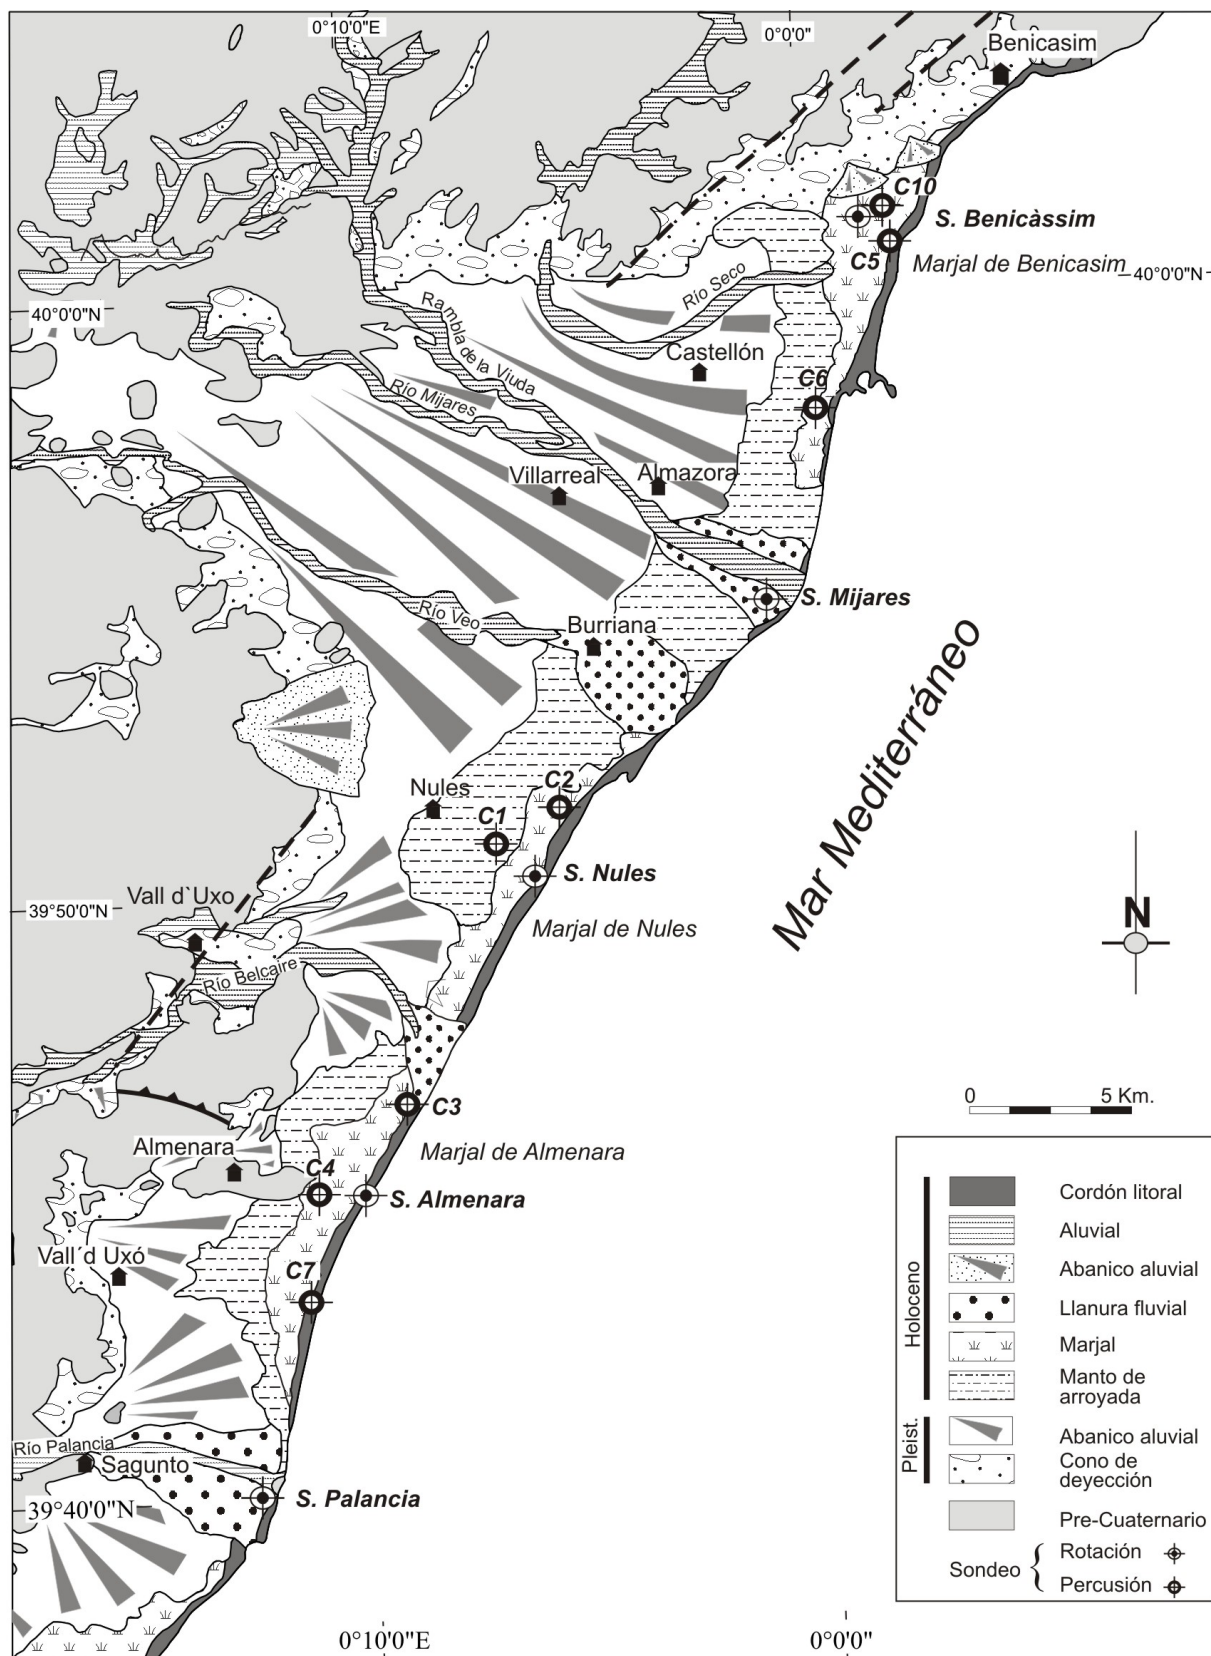 0°10'0"E
0°0'0"
Benicasim
C10
S. Benicàssim
C5
Marjal de Benicasim
40°0'0"N
Río Seco
40°0'0"N
Rambla de la Viuda
Castellón
Río Mijares
C6
Villarreal
Almazora
S. Mijares
Río Veo
Burriana
Mar Mediterráneo
C2
Nules
C1
S. Nules
Vall d`Uxo
39°50'0"N
Marjal de Nules
N
Río Belcaire
C3
0
5 Km.
Almenara
Marjal de Almenara
C4
S. Almenara
Vall´d Uxó
C7
Río Palancia
Sagunto
S. Palancia
39°40'0"N
0°10'0"E
0°0'0"
Holoceno
Cordón litoral
Aluvial
Abanico aluvial
Llanura fluvial
Marjal
Manto de
arroyada
Pleist.
Abanico aluvial
Cono de
deyección
Pre-Cuaternario
Sondeo
Rotación
Percusión